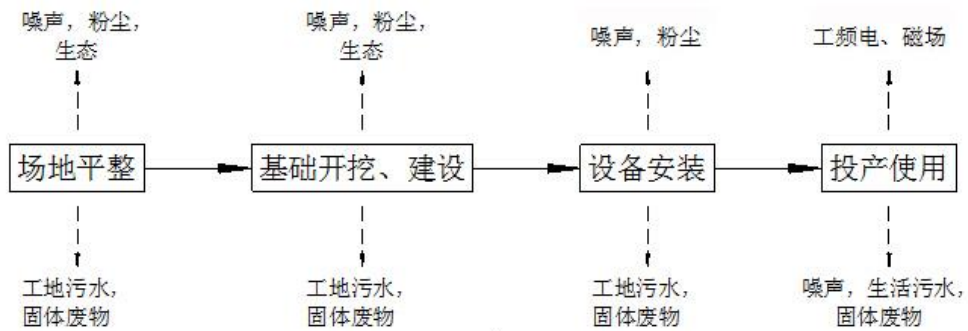 噪声，粉尘，
生态
噪声，粉尘，
生态
噪声，粉尘
工频电、磁场
场地平整
基础开挖、建设
设备安装
投产使用
工地污水，
固体废物
工地污水，
固体废物
工地污水，
固体废物
噪声，生活污水，
固体废物